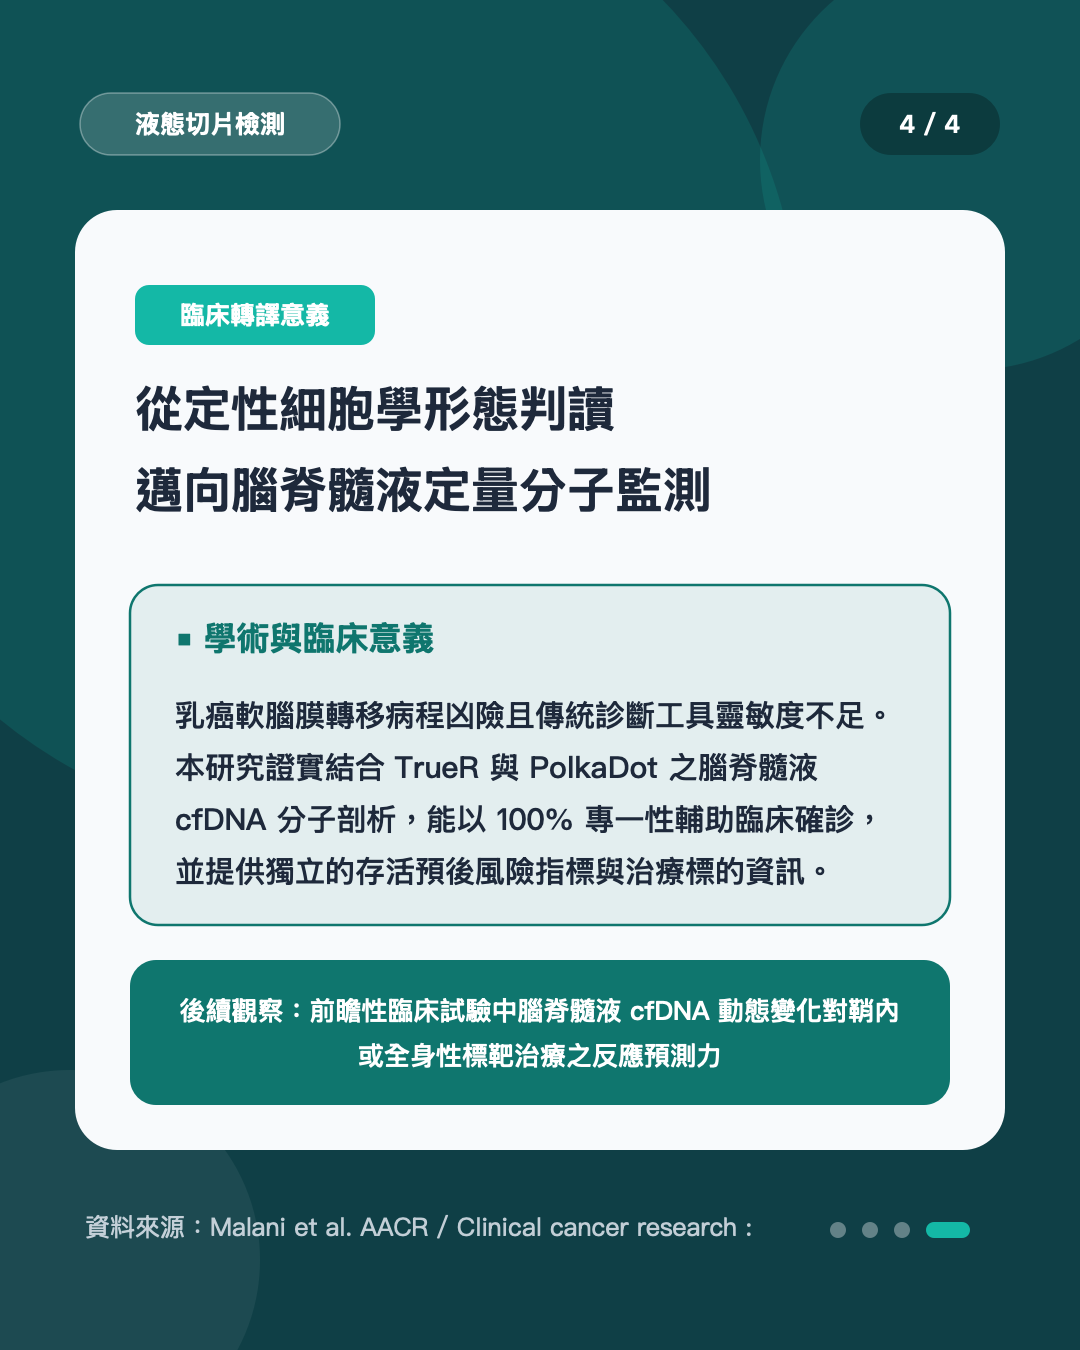 液態切片檢測
4 / 4
臨床轉譯意義
從定性細胞學形態判讀
邁向腦脊髓液定量分子監測
▪ 學術與臨床意義
乳癌軟腦膜轉移病程凶險且傳統診斷工具靈敏度不足。
本研究證實結合 TrueR 與 PolkaDot 之腦脊髓液
cfDNA 分子剖析，能以 100% 專一性輔助臨床確診，
並提供獨立的存活預後風險指標與治療標的資訊。
後續觀察：前瞻性臨床試驗中腦脊髓液 cfDNA 動態變化對鞘內
或全身性標靶治療之反應預測力
資料來源：Malani et al. AACR / Clinical cancer research :